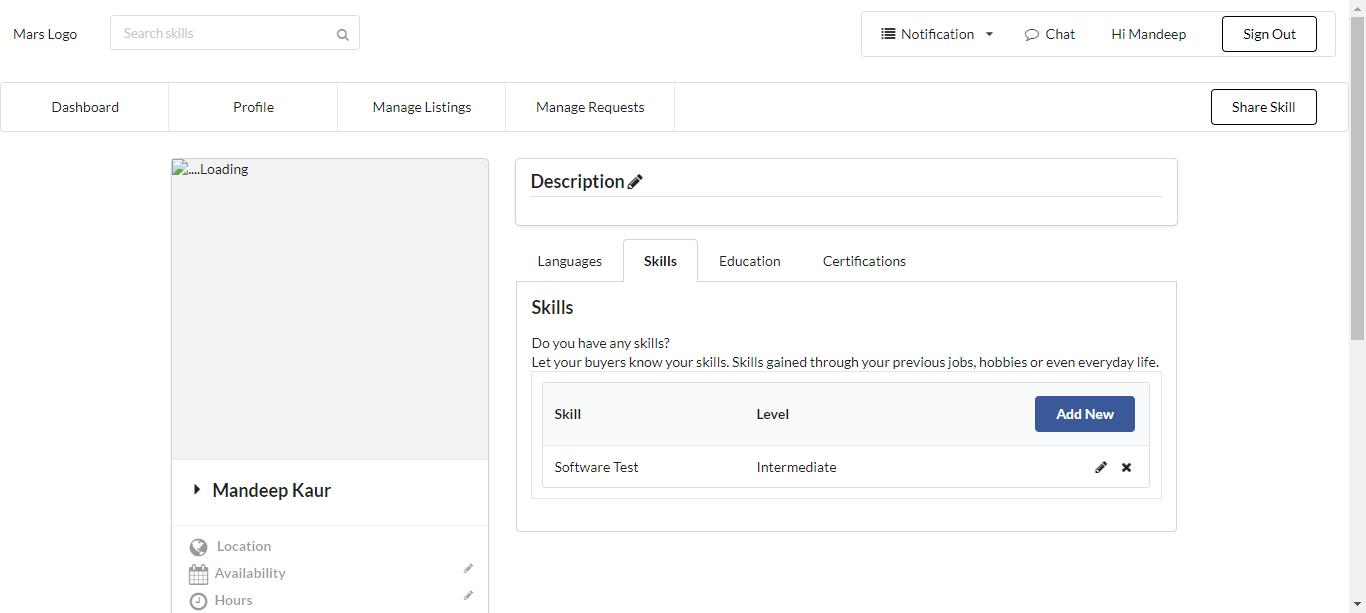 Mars Logo
Search skills
Notification
Chat
Hi Mandeep
Sign Out
Dashboard
Profile
Manage Listings
Manage Requests
Share Skill
....Loading
Mandeep Kaur
Location
Availability
Hours
Description
Languages
Skills
Education
Certifications
Skills
Do you have any skills?
Let your buyers know your skills. Skills gained through your previous jobs, hobbies or even everyday life.
Skill
Level
Add New
Software Test
Intermediate